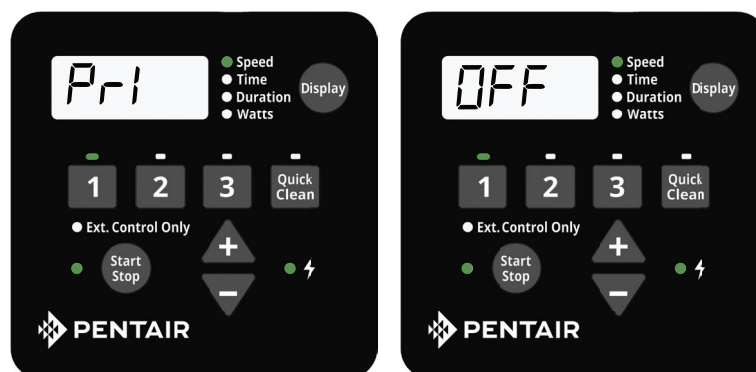 PrI
Speed
Time
Duration
Watts
Display
1 2 3 Quick Clean
Ext. Control Only
Start Stop
+
−
PENTAIR
OFF
Speed
Time
Duration
Watts
Display
1 2 3 Quick Clean
Ext. Control Only
Start Stop
+
−
PENTAIR